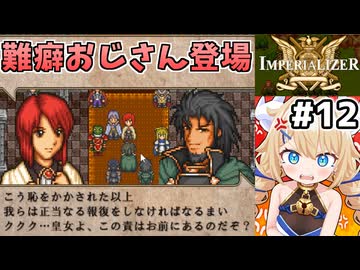 難癖おじさん登場
IMPERIALIZER
#12
こう恥をかかされた以上
我らは正当なる報復をしなければなるまい
ククク…皇女よ、この責はお前にあるのだぞ?